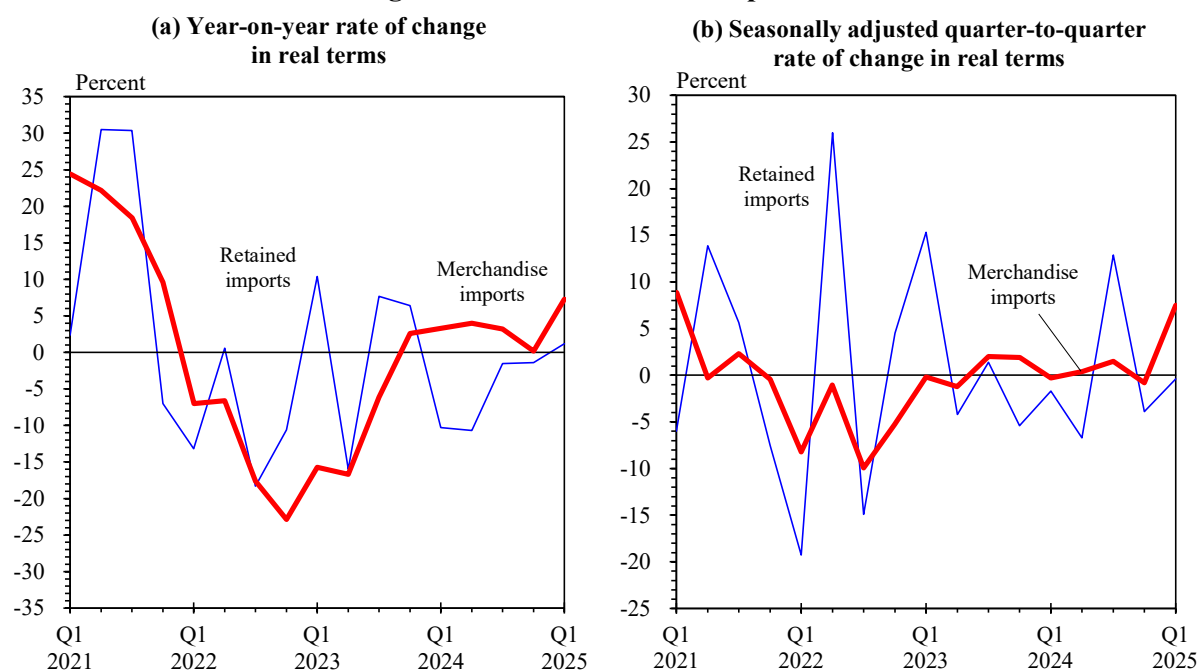 (a) Year-on-year rate of change
in real terms
Percent
35
30
25
20
15
10
5
0
-5
-10
-15
-20
-25
-30
-35
Retained
imports
Merchandise
imports
Q1
2021
Q1
2022
Q1
2023
Q1
2024
Q1
2025
(b) Seasonally adjusted quarter-to-quarter
rate of change in real terms
Percent
30
25
20
15
10
5
0
-5
-10
-15
-20
-25
Retained
imports
Merchandise
imports
Q1
2021
Q1
2022
Q1
2023
Q1
2024
Q1
2025